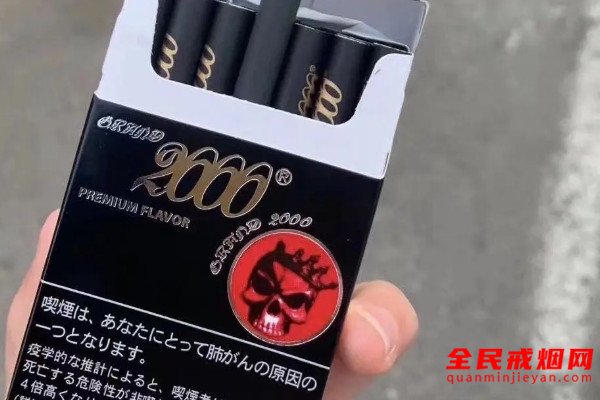 GRAND
2000®
PREMIUM FLAVOR
GRAND 2000
喫煙は、あなたにとって肺がんの原因の
一つとなります。
疫学的な推計によると、喫煙者は
死亡する危険性が非喫
4倍高くなり
全民戒烟网
quanminjieyan.com